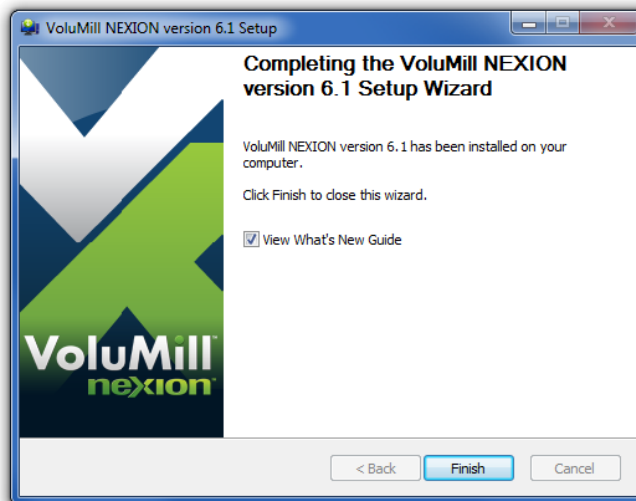 VoluMill NEXION version 6.1 Setup
Completing the VoluMill NEXION
version 6.1 Setup Wizard
VoluMill NEXION version 6.1 has been installed on your
computer.
Click Finish to close this wizard.
View What's New Guide
VoluMill™
nexion™
< Back
Finish
Cancel